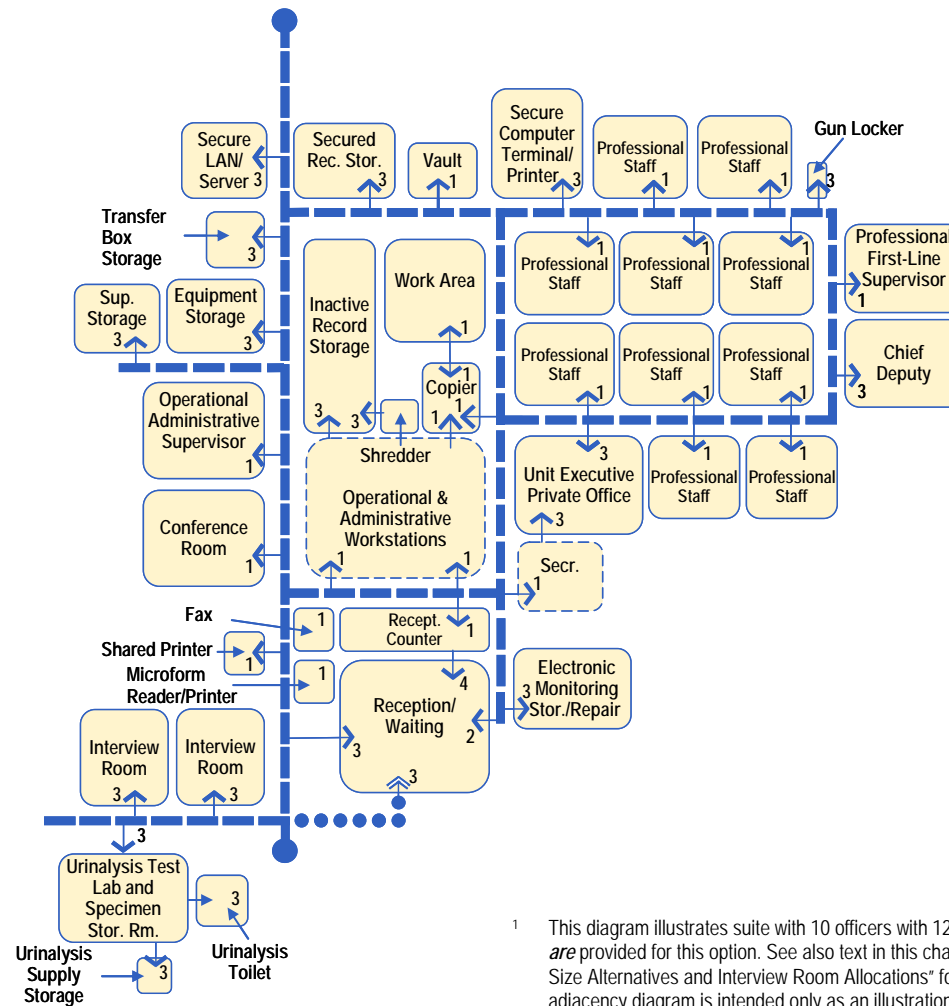 Secure
LAN/
Server 3
Secured
Rec. Stor.
3
Vault
1
Secure
Computer
Terminal/
Printer 3
Professional
Staff
1
Professional
Staff
1
Gun Locker
3
Transfer
Box
Storage
3
Sup.
Storage
3
Equipment
Storage
3
Inactive
Record
Storage
3
3
Work Area
1
1
Copier
1
1
1
Professional
Staff
1
Professional
Staff
1
Professional
Staff
Professional
Staff
1
Professional
Staff
1
Professional
Staff
1
Professional
First-Line
Supervisor
1
Chief
Deputy
3
Operational
Administrative
Supervisor
1
Conference
Room
1
Shredder
Operational &
Administrative
Workstations
1
1
3
Unit Executive
Private Office
3
1
Professional
Staff
1
Professional
Staff
Secr.
1
Fax
1
Shared Printer
1
Microform
Reader/Printer
1
Recept.
Counter
1
4
Reception/
Waiting
3
2
3
Electronic
3 Monitoring
Stor./Repair
Interview
Room
3
Interview
Room
3
3
Urinalysis Test
Lab and
Specimen
Stor. Rm.
3
Urinalysis
Toilet
Urinalysis
Supply
Storage
3
1 This diagram illustrates suite with 10 officers with 12
are provided for this option. See also text in this cha
Size Alternatives and Interview Room Allocations" fo
adjacency diagram is intended only as an illustration